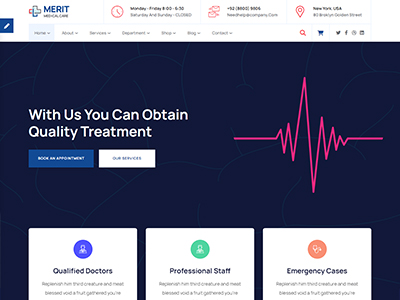 MERIT
MEDICALCARE
Monday - Friday 8:00 - 6:30
Saturday And Sunday - CLOSED
+92 (8800) 9806
Needhelp@company.Com
New York. USA
80 Broklyn Golden Street
Home
About
Services
Department
Shop
Blog
Contact
With Us You Can Obtain
Quality Treatment
BOOK AN APPOINTMENT
OUR SERVICES
Qualified Doctors
Replenish him third creature and meat
blessed void a fruit gathered you're
Professional Staff
Replenish him third creature and meat
blessed void a fruit gathered you're
Emergency Cases
Replenish him third creature and meat
blessed void a fruit gathered you're